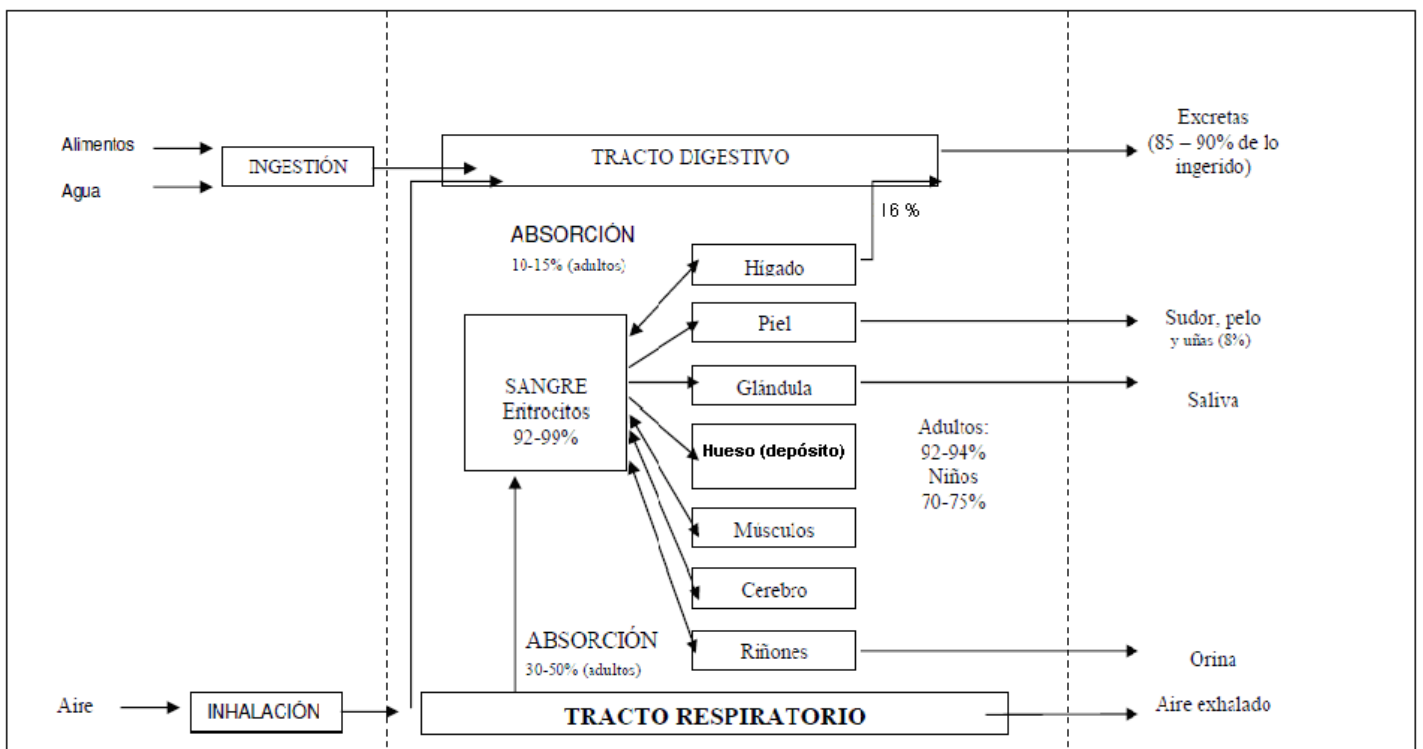 Alimentos
Agua
INGESTIÓN
TRACTO DIGESTIVO
Excretas
(85 – 90% de lo
ingerido)
16 %
ABSORCIÓN
10-15% (adultos)
Hígado
Piel
Sudor, pelo
y uñas (8%)
SANGRE
Eritrocitos
92-99%
Glándula
Saliva
Hueso (depósito)
Adultos:
92-94%
Niños
70-75%
Músculos
Cerebro
ABSORCIÓN
30-50% (adultos)
Riñones
Orina
Aire
INHALACIÓN
TRACTO RESPIRATORIO
Aire exhalado